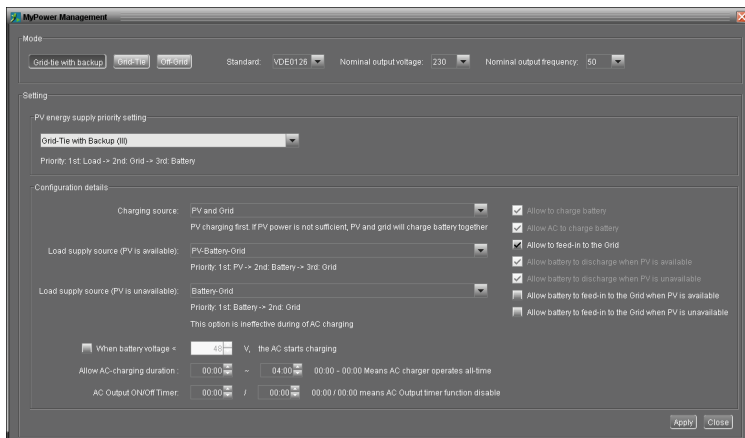 MyPower Management
Mode
Grid-tie with backup Grid-Tie Off-Grid Standard: VDE0126 Nominal output voltage: 230 Nominal output frequency: 50
Setting
PV energy supply priority setting
Grid-Tie with Backup (III)
Priority: 1st: Load -> 2nd: Grid -> 3rd: Battery
Configuration details
Charging source: PV and Grid
PV charging first. If PV power is not sufficient, PV and grid will charge battery together
Load supply source (PV is available): PV-Battery-Grid
Priority: 1st: PV -> 2nd: Battery -> 3rd: Grid
Load supply source (PV is unavailable): Battery-Grid
Priority: 1st: Battery -> 2nd: Grid
This option is ineffective during of AC charging
When battery voltage < 48 V, the AC starts charging
Allow AC-charging duration : 00:00 ~ 04:00 00:00 - 00:00 Means AC charger operates all-time
AC Output ON/Off Timer: 00:00 / 00:00 00:00 / 00:00 means AC Output timer function disable
Allow to charge battery
Allow AC to charge battery
Allow to feed-in to the Grid
Allow battery to discharge when PV is available
Allow battery to discharge when PV is unavailable
Allow battery to feed-in to the Grid when PV is available
Allow battery to feed-in to the Grid when PV is unavailable
Apply Close